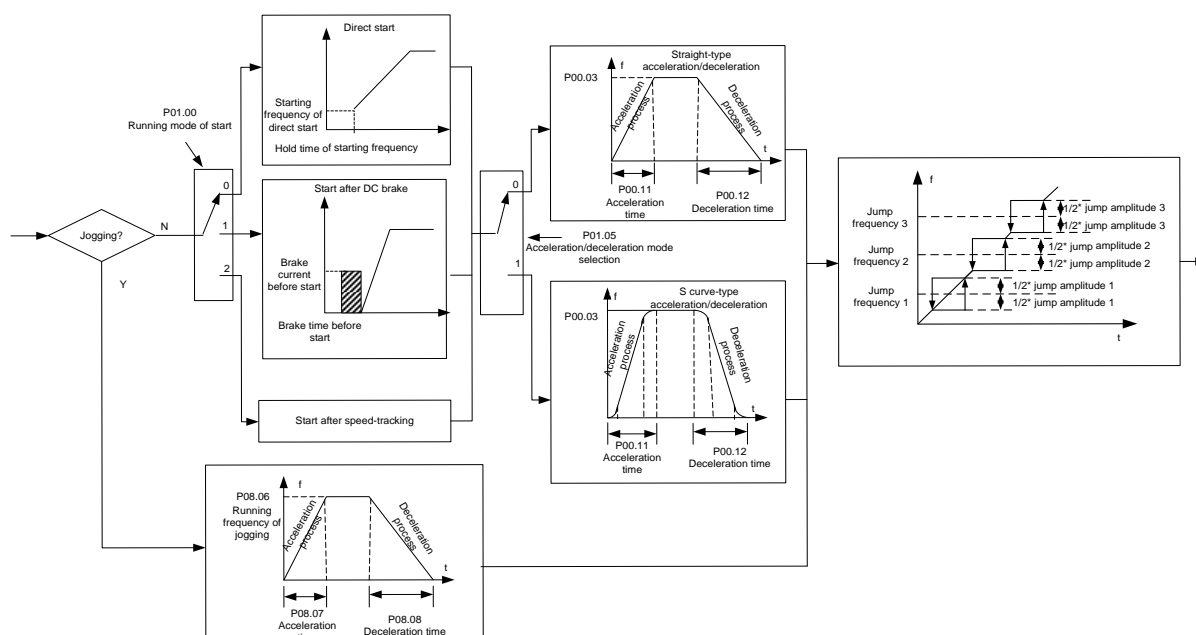 Jogging?
N
Y
P01.00
Running mode of start
0
1
2
Direct start
Starting
frequency of
direct start
Hold time of starting frequency
Start after DC brake
Brake
current before
start
Brake time before
start
Start after speed-tracking
0
1
P01.05
Acceleration/deceleration mode
selection
f
Straight-type
acceleration/deceleration
P00.03
Acceleration
process
Deceleration
process
t
P00.11
Acceleration
time
P00.12
Deceleration time
f
S curve-type
acceleration/deceleration
P00.03
Acceleration
process
Deceleration
process
t
P00.11
Acceleration
time
P00.12
Deceleration time
f
P08.06
Running
frequency of
jogging
Acceleration
process
Deceleration
process
t
P08.07
Acceleration
P08.08
Deceleration time
f
Jump
frequency 3
1/2* jump amplitude 3
1/2* jump amplitude 3
Jump
frequency 2
1/2* jump amplitude 2
1/2* jump amplitude 2
Jump
frequency 1
1/2* jump amplitude 1
1/2* jump amplitude 1
t